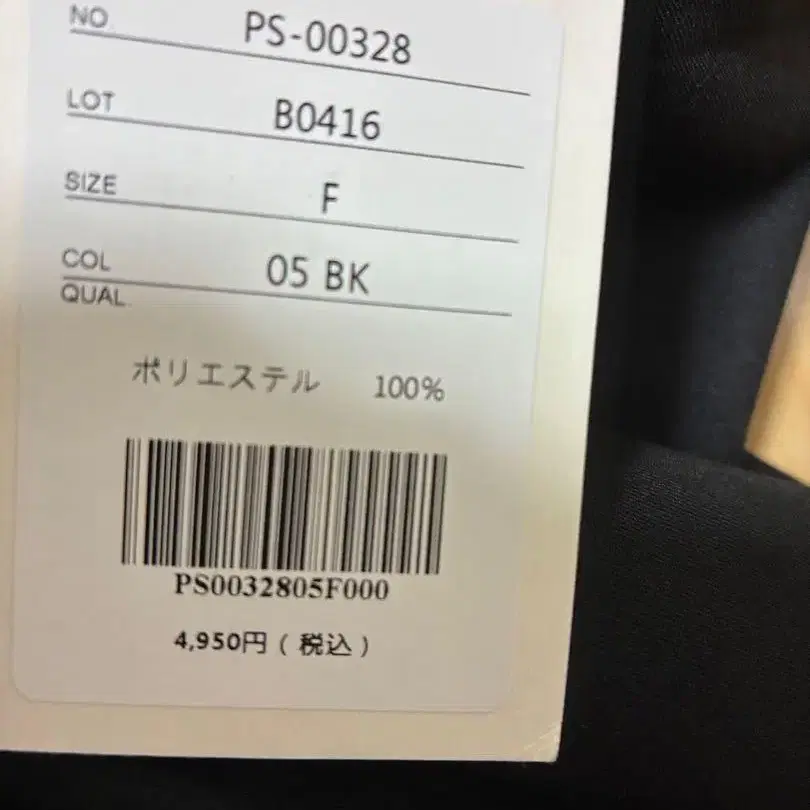 NO. PS-00328
LOT B0416
SIZE F
COL 05 BK
QUAL.
ポリエステル 100%
PS0032805F000
4,950円 ( 税込 )